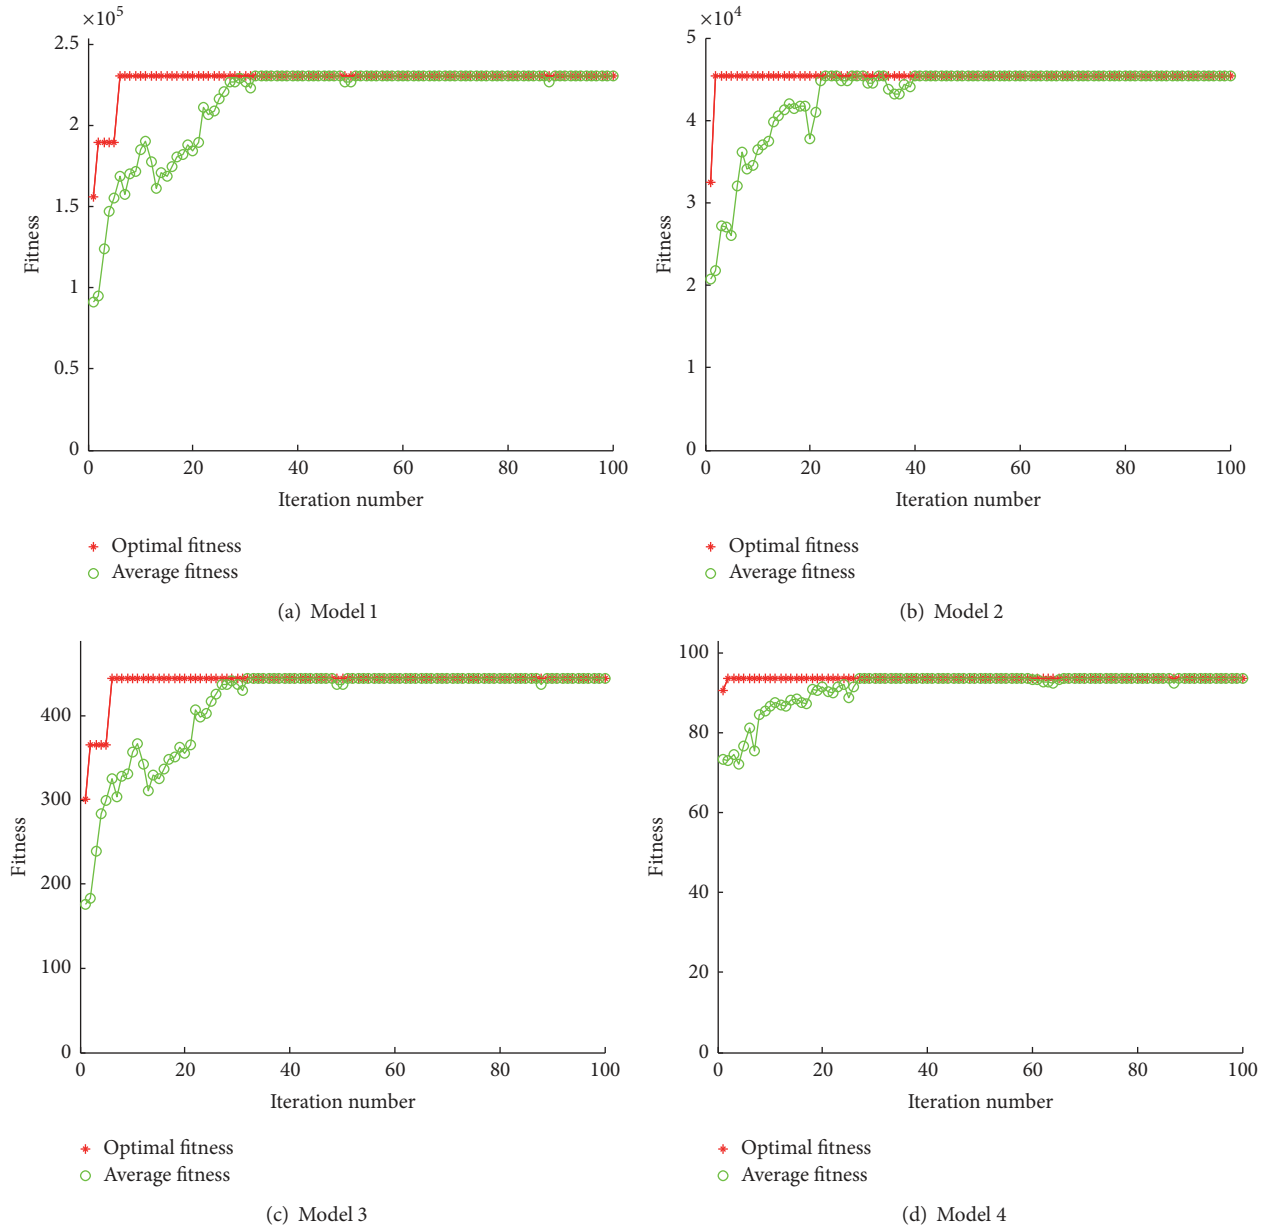 ×10⁵
2.5
2
1.5
1
0.5
0
0 20 40 60 80 100
Fitness
Iteration number
Optimal fitness
Average fitness
(a) Model 1
×10⁴
5
4
3
2
1
0
0 20 40 60 80 100
Fitness
Iteration number
Optimal fitness
Average fitness
(b) Model 2
400
300
200
100
0
0 20 40 60 80 100
Fitness
Iteration number
Optimal fitness
Average fitness
(c) Model 3
100
80
60
40
20
0
0 20 40 60 80 100
Fitness
Iteration number
Optimal fitness
Average fitness
(d) Model 4